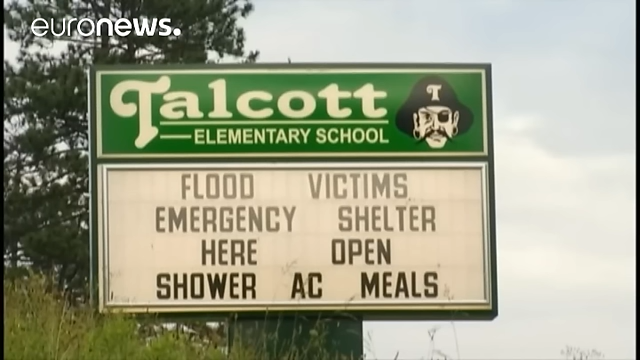 euronews.
Talcott
ELEMENTARY SCHOOL
T
FLOOD VICTIMS
EMERGENCY SHELTER
HERE OPEN
SHOWER AC MEALS